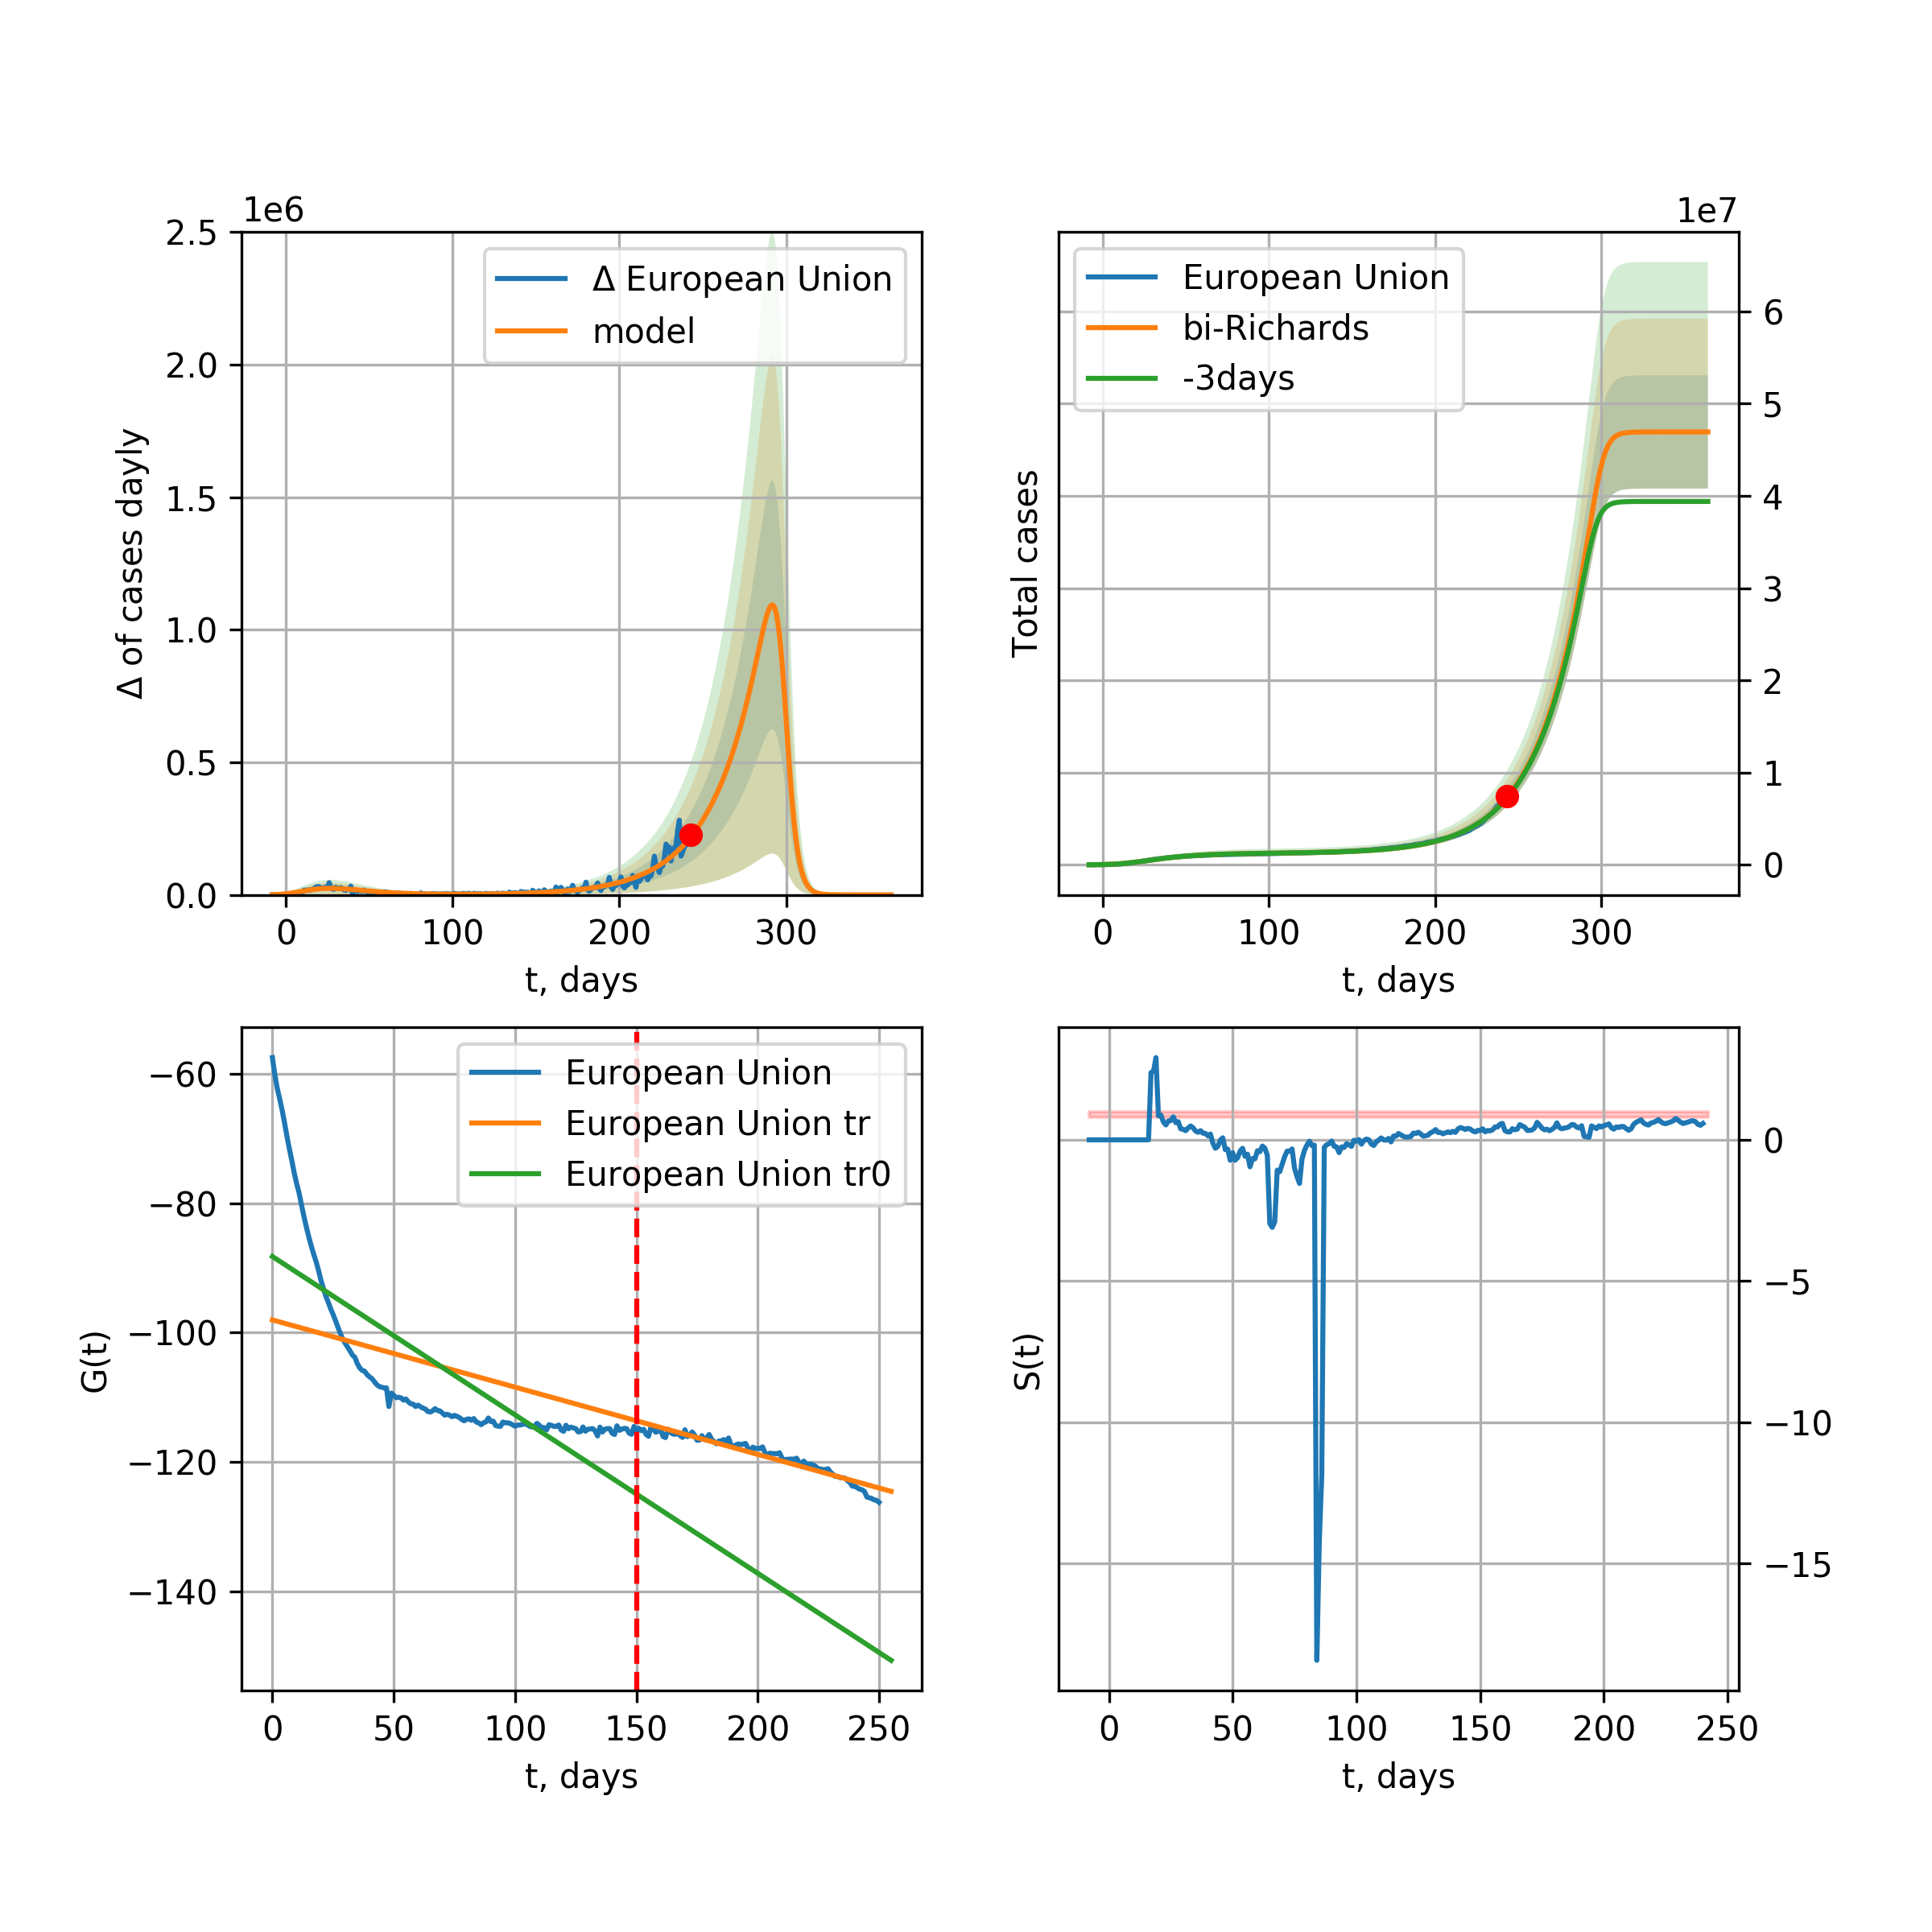 1e6
2.5
2.0
1.5
1.0
0.5
0.0
Δ of cases dayly
Δ European Union
model
0 100 200 300
t, days
1e7
European Union
bi-Richards
-3days
Total cases
6
5
4
3
2
1
0
0 100 200 300
t, days
−60
−80
−100
−120
−140
G(t)
European Union
European Union tr
European Union tr0
0 50 100 150 200 250
t, days
S(t)
0
−5
−10
−15
0 50 100 150 200 250
t, days